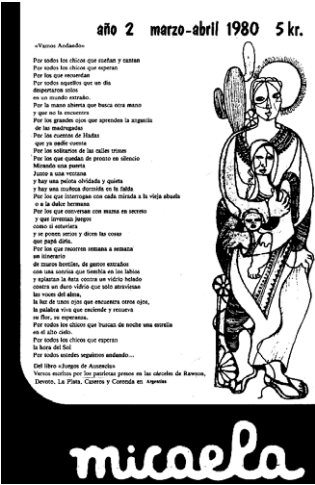 año 2 marzo-abril 1980 5 kr.
«Vamos Andando»
Por todos los chicos que sueñan y cantan
Por todos los chicos que esperan
Por los que recuerdan
Por todos aquellos que un día
despertaron solos
en un mundo extraño.
Por la mano abierta que busca otra mano
y que no la encuentra
Por los grandes ojos que aprenden la angustia
de las madrugadas
Por los cuentos de Hadas
que ya nadie cuenta
Por los solitarios de las calles tristes
Por los que quedan de pronto en silencio
Mirando una puerta
Junto a una ventana
y hay una pelota olvidada y quieta
y hay una muñeca dormida en la falda
Por los que interrogan con cada mirada a la vieja abuela
o a la dulce hermana
Por los que conversan con mama en secreto
y que inventan juegos
como si estuviera
y se ponen serios y dicen las cosas
que papá diría.
Por los que recorren semana a semana
un itinerario
de muros hostiles, de gestos extraños
con una sonrisa que tiembla en los labios
y aplastan la ñata contra un vidrio helado
contra un duro vidrio que solo atraviesan
las voces del alma,
la luz de unos ojos que encuentra otros ojos,
la palabra viva que enciende y renueva
su flor, su esperanza.
Por todos los chicos que buscan de noche una estrella
en el alto cielo.
Por todos los chicos que esperan
la hora del Sol
Por todos ustedes seguimos andando...
Del libro «Juegos de Ausencia»
Versos escritos por los patriotas presos en las cárceles de Rawson,
Devoto, La Plata, Caseros y Coronda en Argentina
micaela